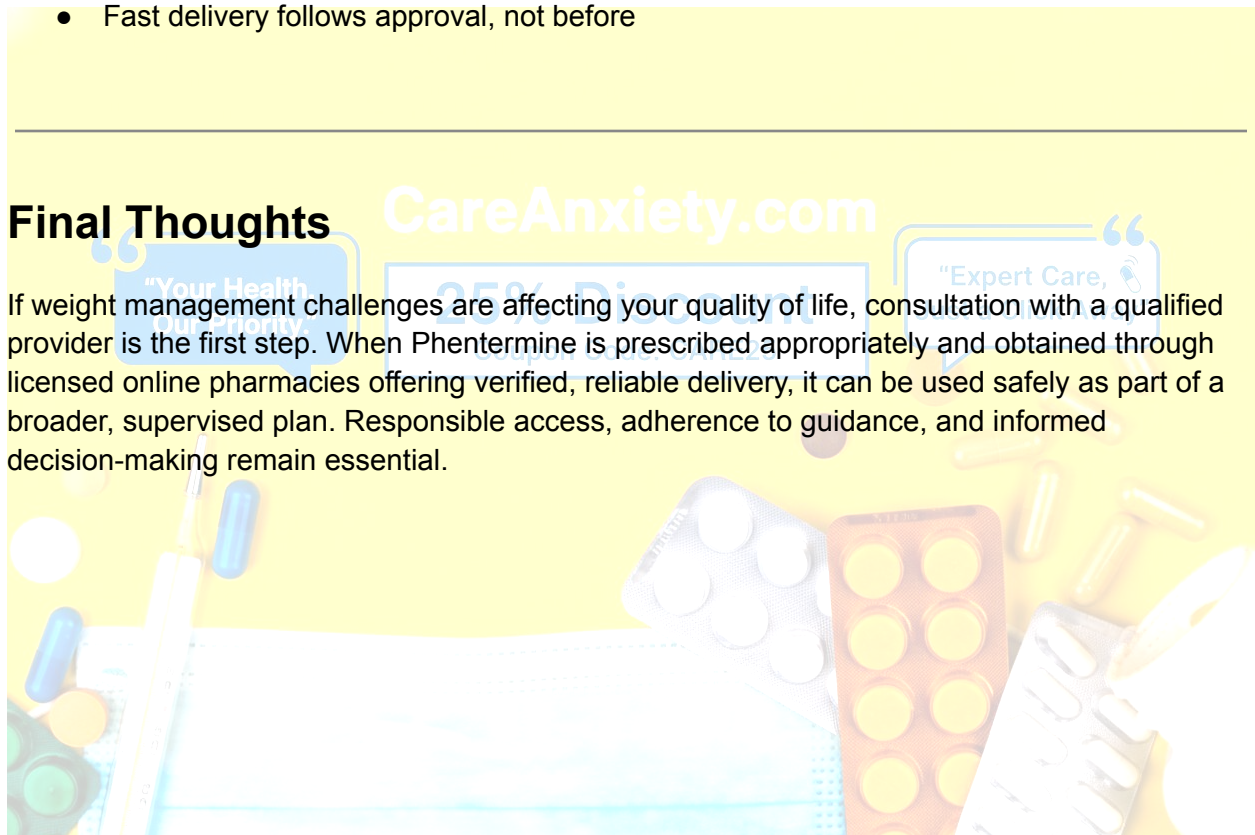 ● Fast delivery follows approval, not before
Final Thoughts
CareAnxiety.com
"Your Health,
Our Priority."
25% Discount
Coupon Code: CARE25
"Expert Care,
If weight management challenges are affecting your quality of life, consultation with a qualified
provider is the first step. When Phentermine is prescribed appropriately and obtained through
licensed online pharmacies offering verified, reliable delivery, it can be used safely as part of a
broader, supervised plan. Responsible access, adherence to guidance, and informed
decision-making remain essential.